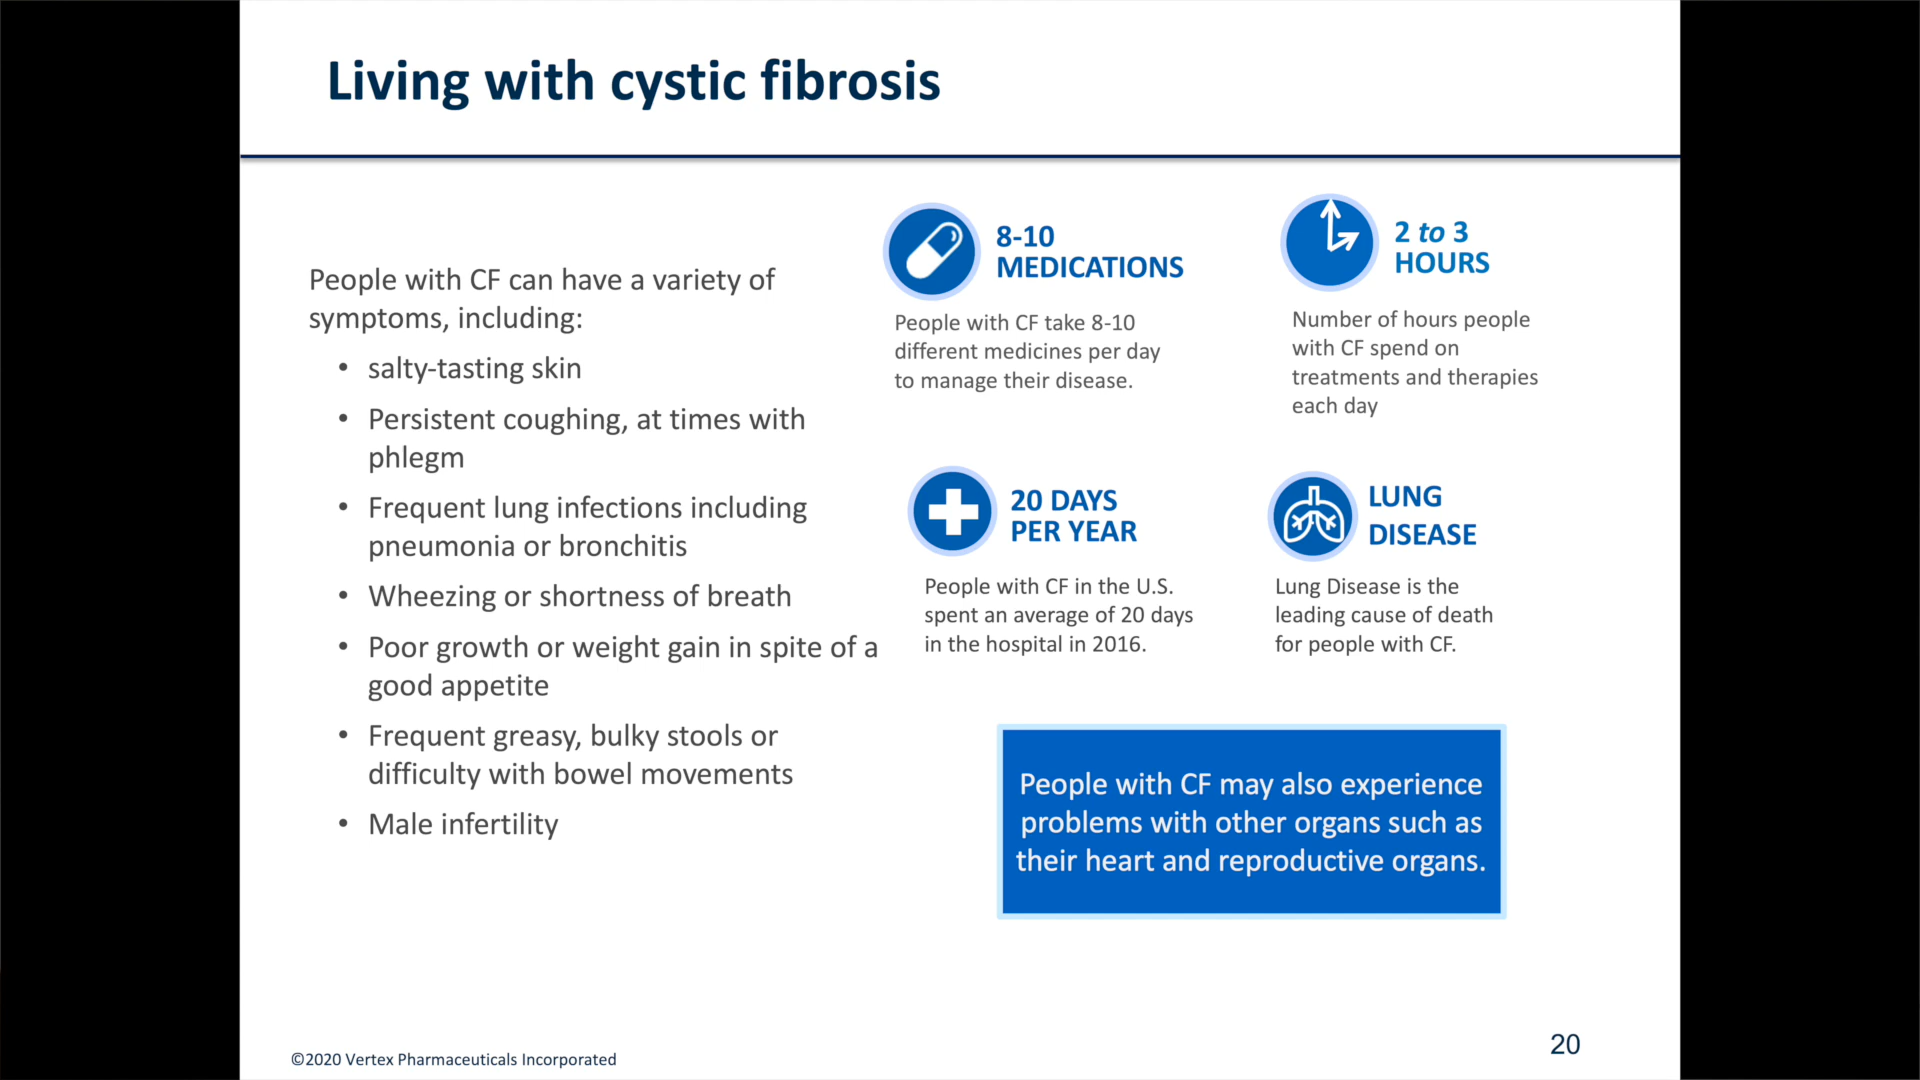 Living with cystic fibrosis
People with CF can have a variety of
symptoms, including:
• salty-tasting skin
• Persistent coughing, at times with
phlegm
• Frequent lung infections including
pneumonia or bronchitis
• Wheezing or shortness of breath
• Poor growth or weight gain in spite of a
good appetite
• Frequent greasy, bulky stools or
difficulty with bowel movements
• Male infertility
8-10
MEDICATIONS
People with CF take 8-10
different medicines per day
to manage their disease.
2 to 3
HOURS
Number of hours people
with CF spend on
treatments and therapies
each day
20 DAYS
PER YEAR
People with CF in the U.S.
spent an average of 20 days
in the hospital in 2016.
LUNG
DISEASE
Lung Disease is the
leading cause of death
for people with CF.
People with CF may also experience
problems with other organs such as
their heart and reproductive organs.
©2020 Vertex Pharmaceuticals Incorporated
20